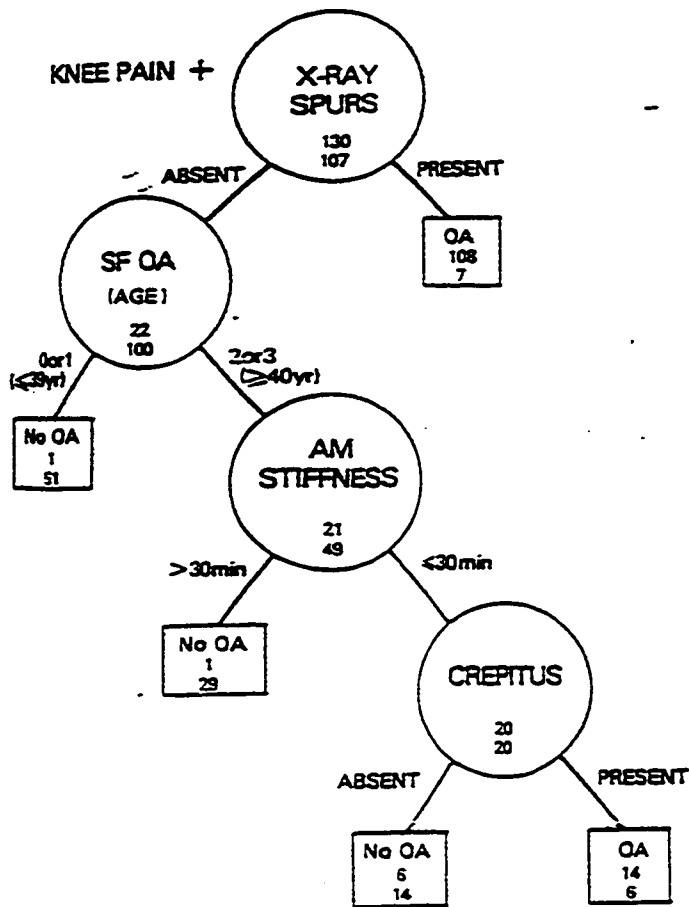 KNEE PAIN +
X-RAY
SPURS
130
107
ABSENT
PRESENT
OA
108
7
SF OA
(AGE)
22
100
0or1
(≤39yr)
2or3
(≥40yr)
No OA
1
51
AM
STIFFNESS
21
49
>30min
≤30min
No OA
1
29
CREPITUS
20
20
ABSENT
PRESENT
No OA
6
14
OA
14
6